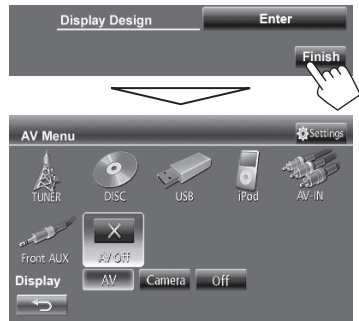 Display Design Enter
Finish
AV Menu Settings
TUNER DISC USB iPod AV-IN
Front AUX AV Off
Display AV Camera Off